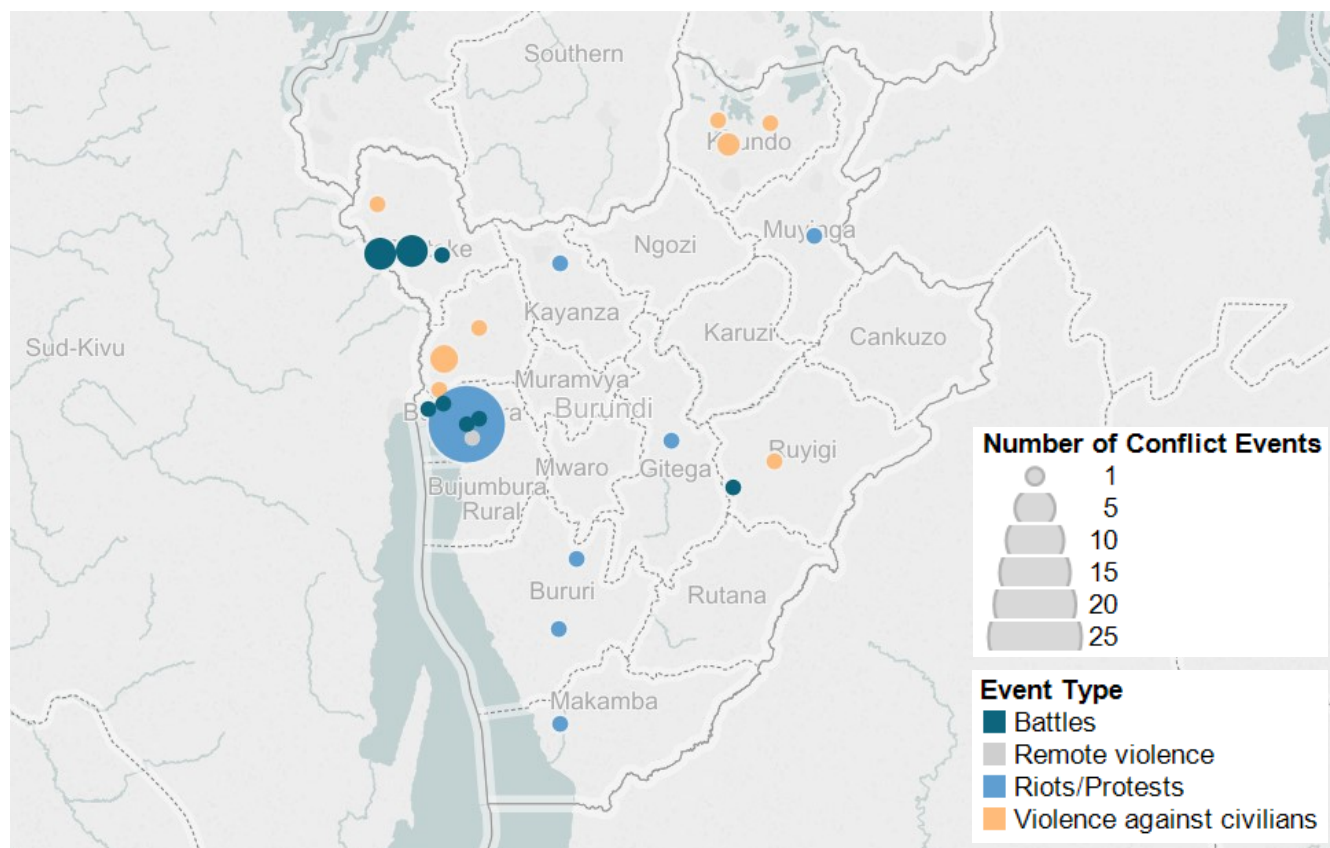 Southern
Muyinga
Ngozi
Kayanza
Karuzi
Cankuzo
Sud-Kivu
Muramvya
Burundi
Mwaro
Gitega
Ruyigi
Bujumbura
Rural
Bururi
Rutana
Makamba
Number of Conflict Events
1
5
10
15
20
25
Event Type
Battles
Remote violence
Riots/Protests
Violence against civilians